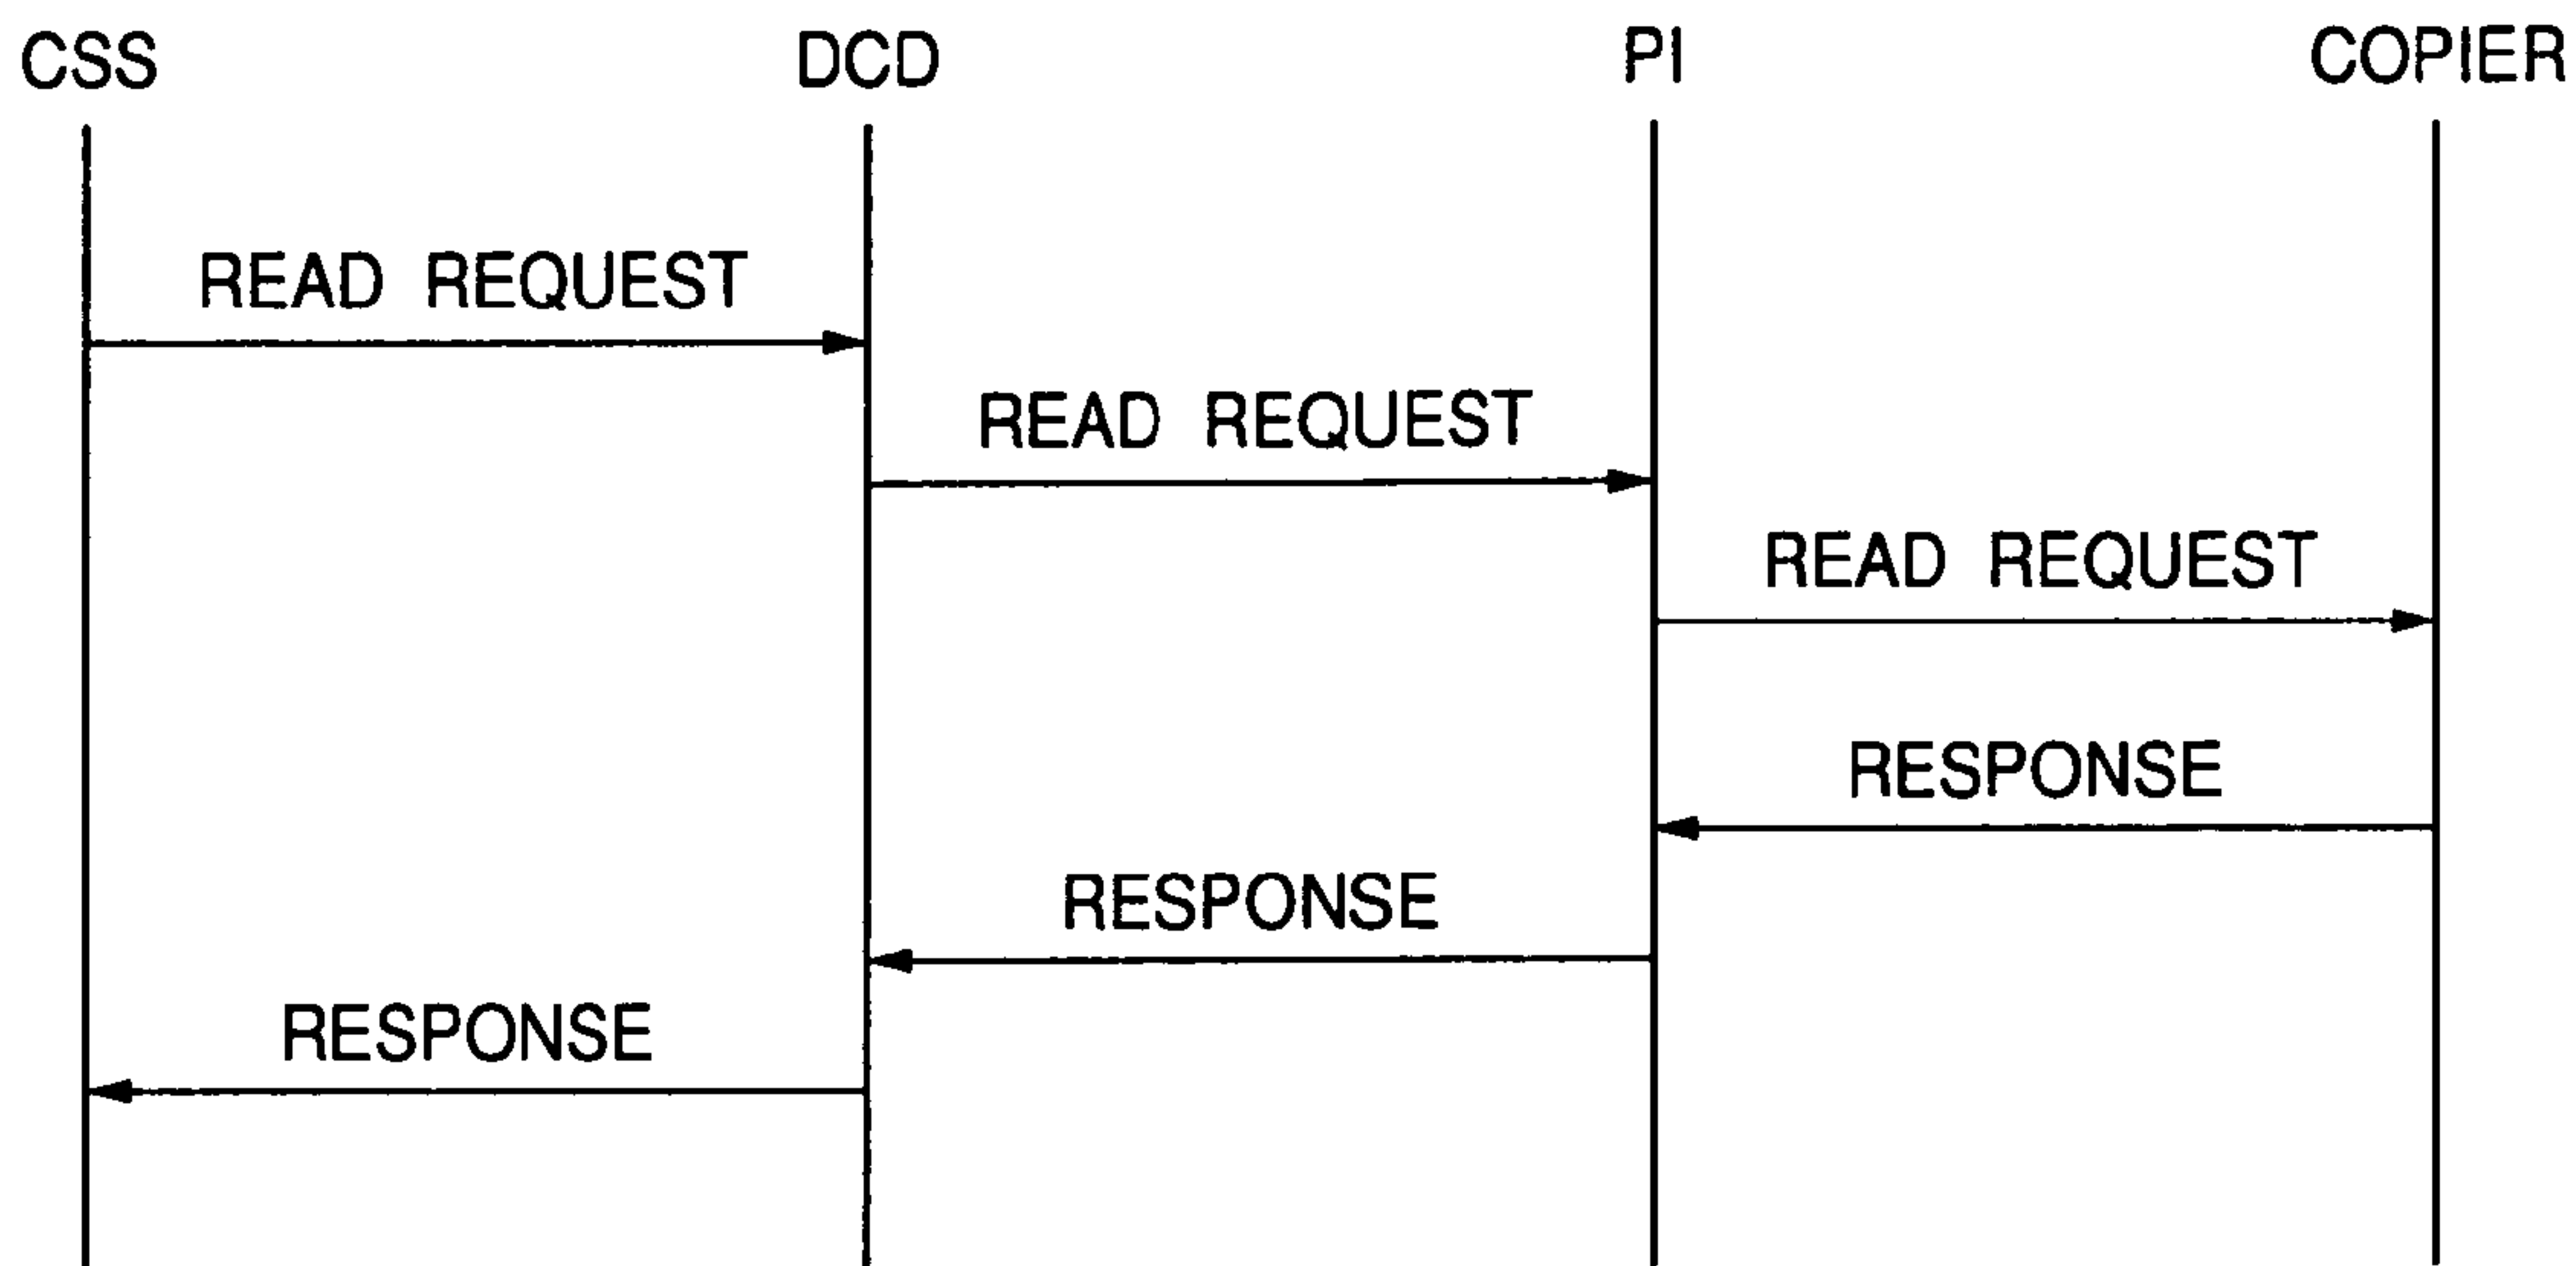 CSS DCD PI COPIER
READ REQUEST
READ REQUEST
READ REQUEST
RESPONSE
RESPONSE
RESPONSE